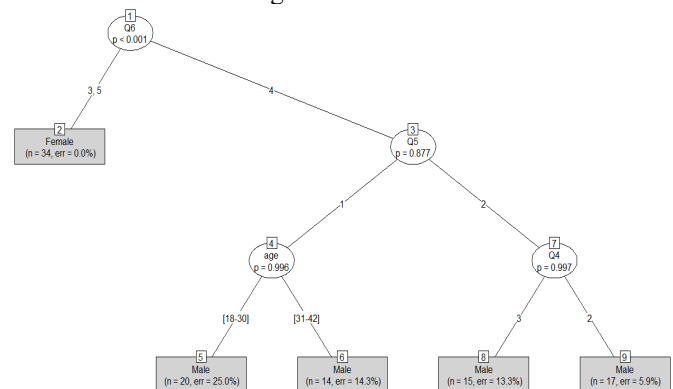 1
Q6
p < 0.001
3, 5
4
2
Female
(n = 34, err = 0.0%)
3
Q5
p = 0.877
1
2
4
age
p = 0.996
7
Q4
p = 0.997
[18-30]
[31-42]
3
2
5
Male
(n = 20, err = 25.0%)
6
Male
(n = 14, err = 14.3%)
8
Male
(n = 15, err = 13.3%)
9
Male
(n = 17, err = 5.9%)